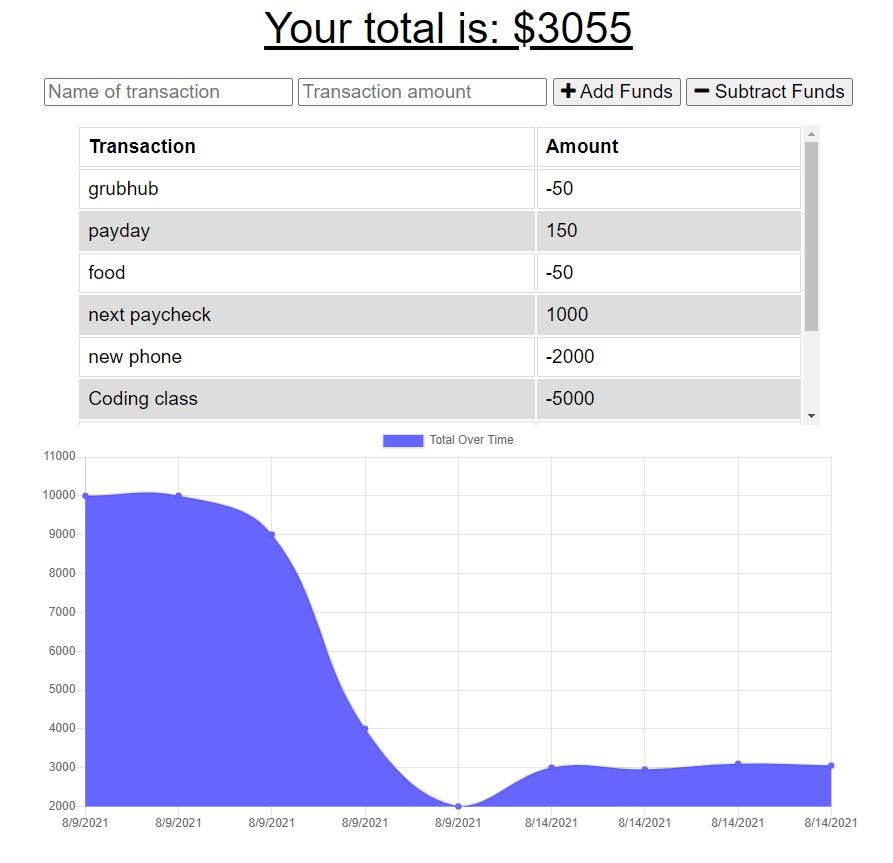 Your total is: $3055
Name of transaction Transaction amount Add Funds Subtract Funds
Transaction Amount
grubhub -50
payday 150
food -50
next paycheck 1000
new phone -2000
Coding class -5000
Total Over Time
11000
10000
9000
8000
7000
6000
5000
4000
3000
2000
8/9/2021 8/9/2021 8/9/2021 8/9/2021 8/9/2021 8/14/2021 8/14/2021 8/14/2021 8/14/2021